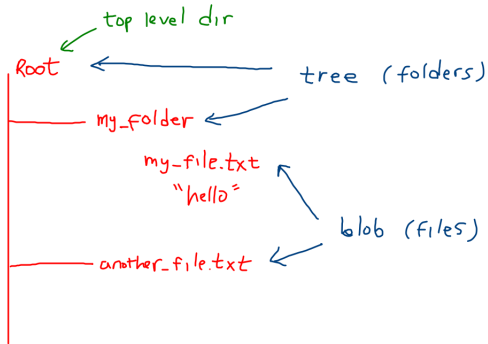 top level dir
Root
tree (folders)
my_folder
my_file.txt
"hello"
blob (files)
another_file.txt